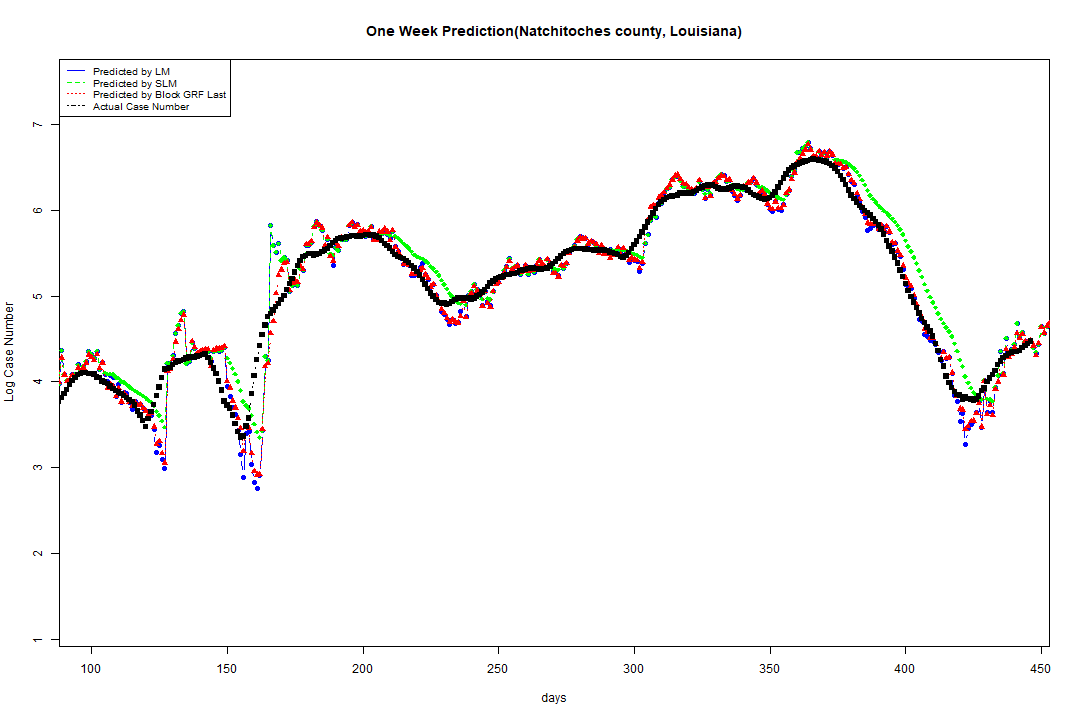 One Week Prediction(Natchitoches county, Louisiana)
Predicted by LM
Predicted by SLM
Predicted by Block GRF Last
Actual Case Number
7
6
5
4
3
2
1
Log Case Number
100 150 200 250 300 350 400 450
days